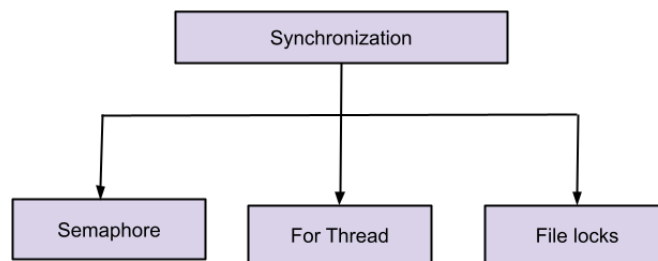 Synchronization
Semaphore
For Thread
File locks